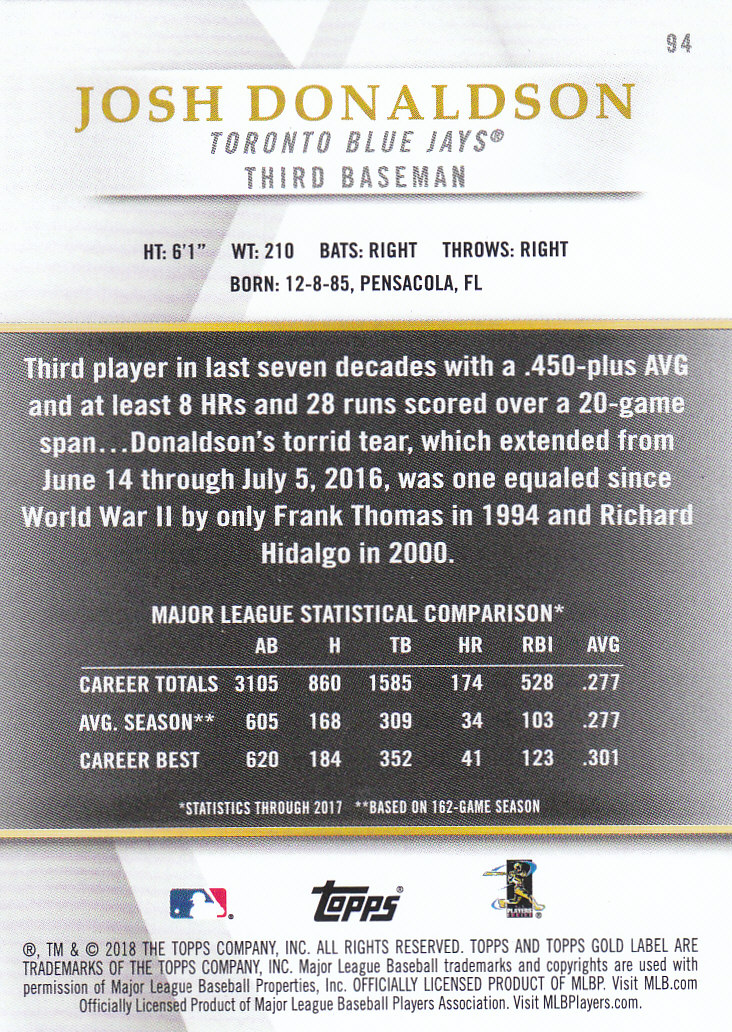 94
JOSH DONALDSON
TORONTO BLUE JAYS®
THIRD BASEMAN
HT: 6'1" WT: 210 BATS: RIGHT THROWS: RIGHT
BORN: 12-8-85, PENSACOLA, FL
Third player in last seven decades with a .450-plus AVG
and at least 8 HRs and 28 runs scored over a 20-game
span...Donaldson's torrid tear, which extended from
June 14 through July 5, 2016, was one equaled since
World War II by only Frank Thomas in 1994 and Richard
Hidalgo in 2000.
MAJOR LEAGUE STATISTICAL COMPARISON*
AB H TB HR RBI AVG
CAREER TOTALS 3105 860 1585 174 528 .277
AVG. SEASON** 605 168 309 34 103 .277
CAREER BEST 620 184 352 41 123 .301
*STATISTICS THROUGH 2017 **BASED ON 162-GAME SEASON
topps®
PLAYERS CHOICE ®
®, TM & © 2018 THE TOPPS COMPANY, INC. ALL RIGHTS RESERVED. TOPPS AND TOPPS GOLD LABEL ARE
TRADEMARKS OF THE TOPPS COMPANY, INC. Major League Baseball trademarks and copyrights are used with
permission of Major League Baseball Properties, Inc. OFFICIALLY LICENSED PRODUCT OF MLBP. Visit MLB.com
Officially Licensed Product of Major League Baseball Players Association. Visit MLBPlayers.com.